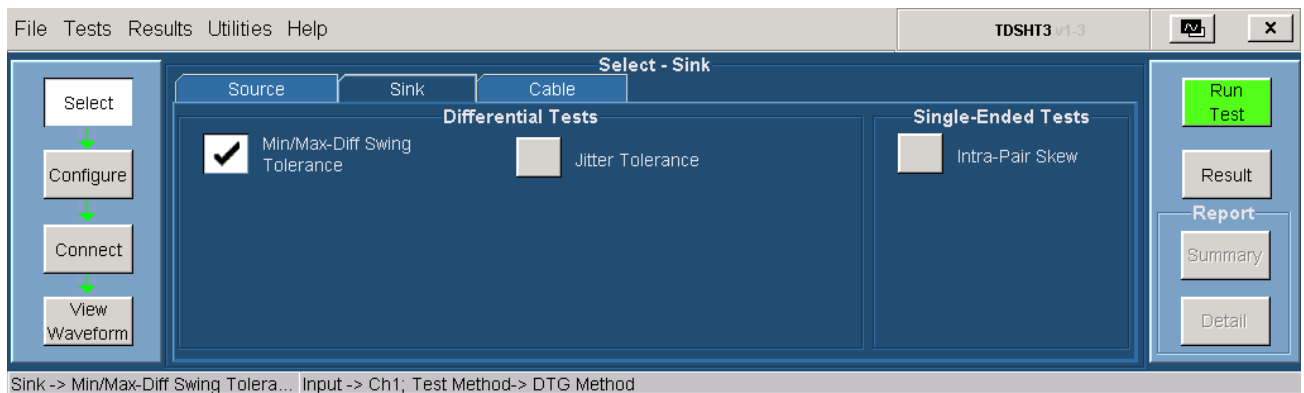 File Tests Results Utilities Help
TDSHT3 v1-3
x
Select - Sink
Source Sink Cable
Select
Configure
Connect
View
Waveform
Differential Tests
Min/Max-Diff Swing
Tolerance
Jitter Tolerance
Single-Ended Tests
Intra-Pair Skew
Run
Test
Result
Report
Summary
Detail
Sink -> Min/Max-Diff Swing Tolera... Input -> Ch1; Test Method-> DTG Method